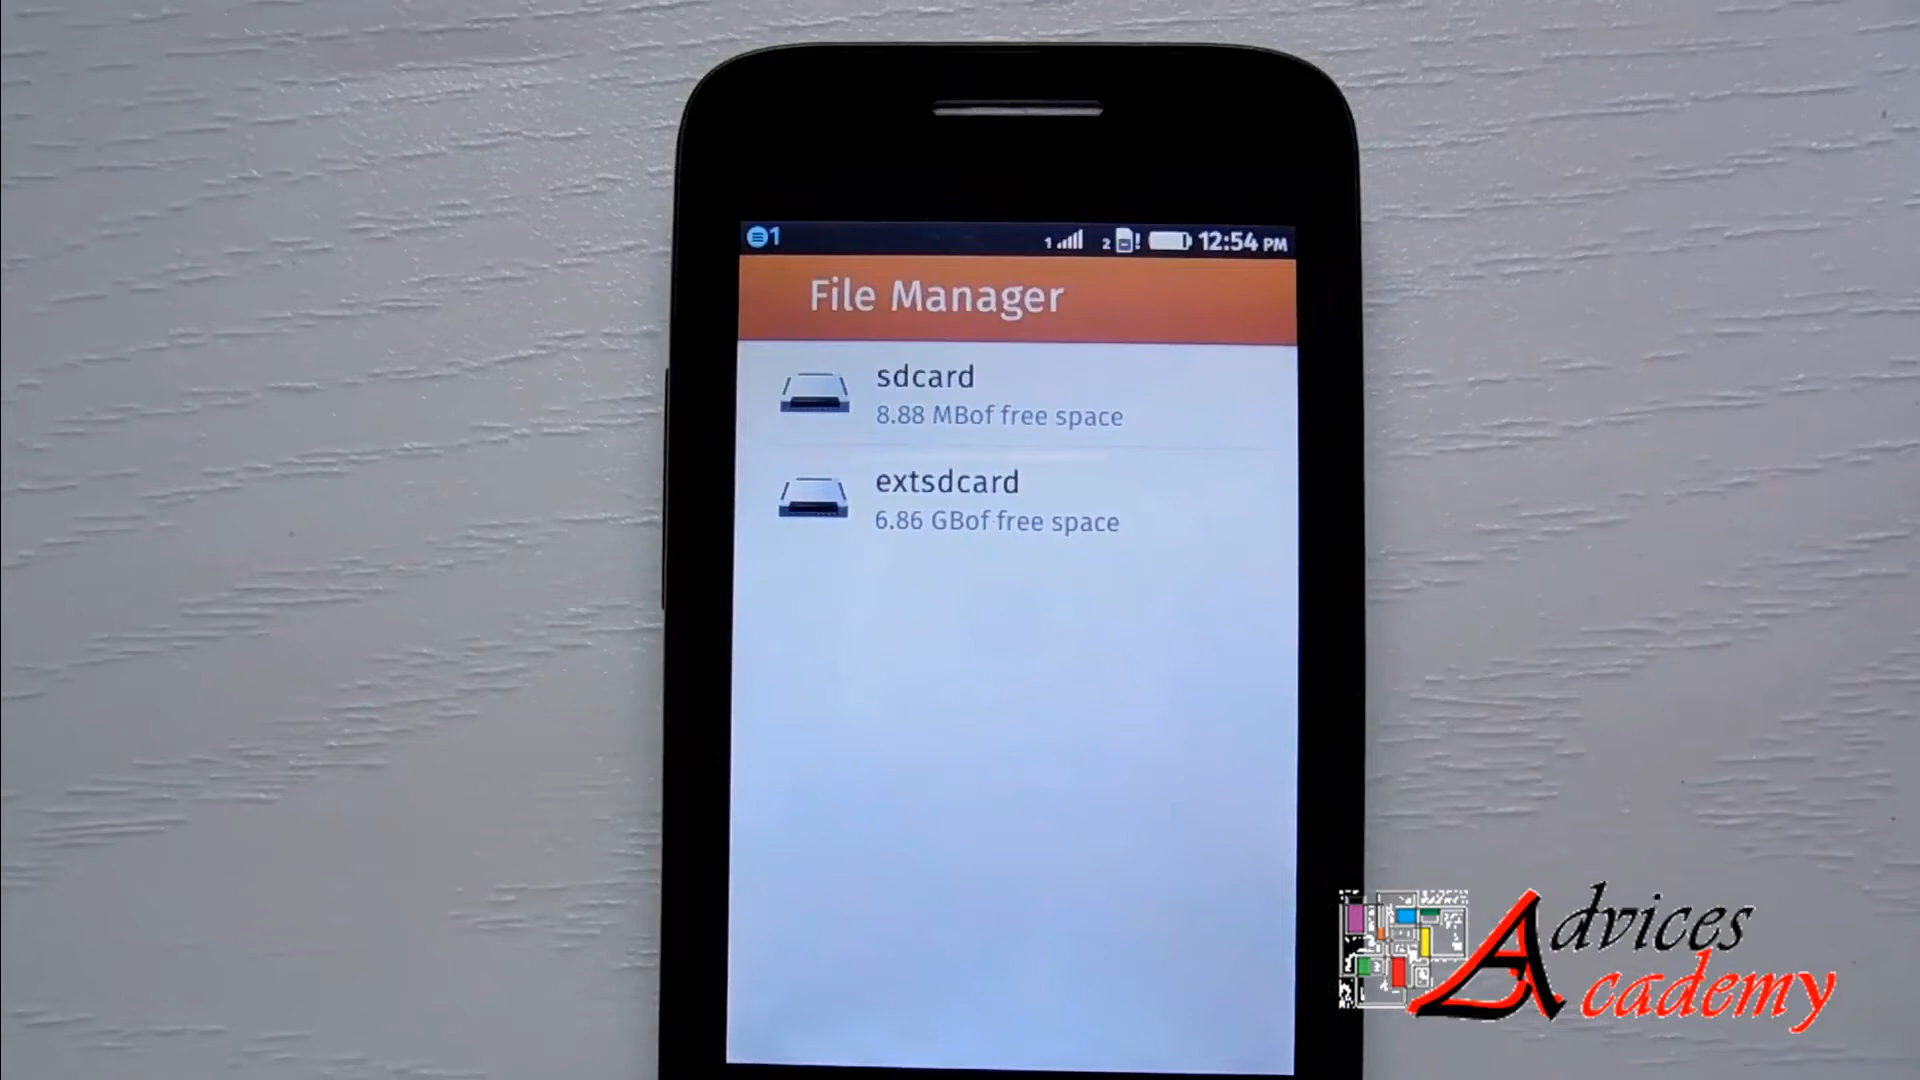 1
1 2 ! 12:54 PM
File Manager
sdcard
8.88 MBof free space
extsdcard
6.86 GBof free space
Advices
Academy